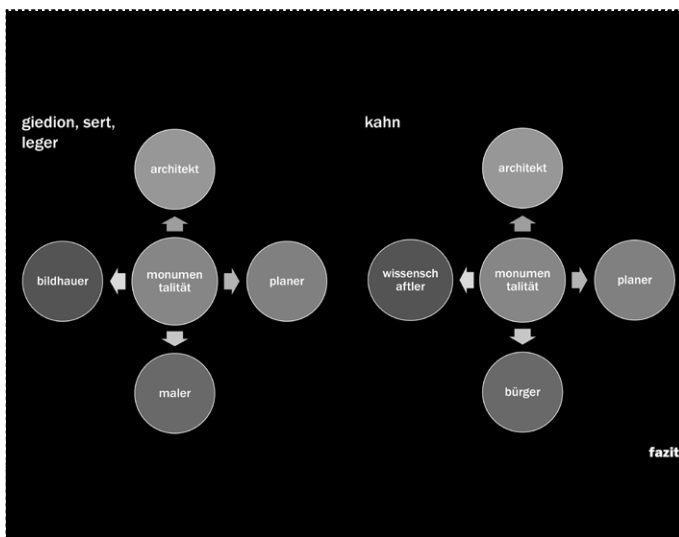 giedion, sert,
leger
architekt
bildhauer
monumen
talität
planer
maler
kahn
architekt
wissensch
aftler
monumen
talität
planer
bürger
fazit